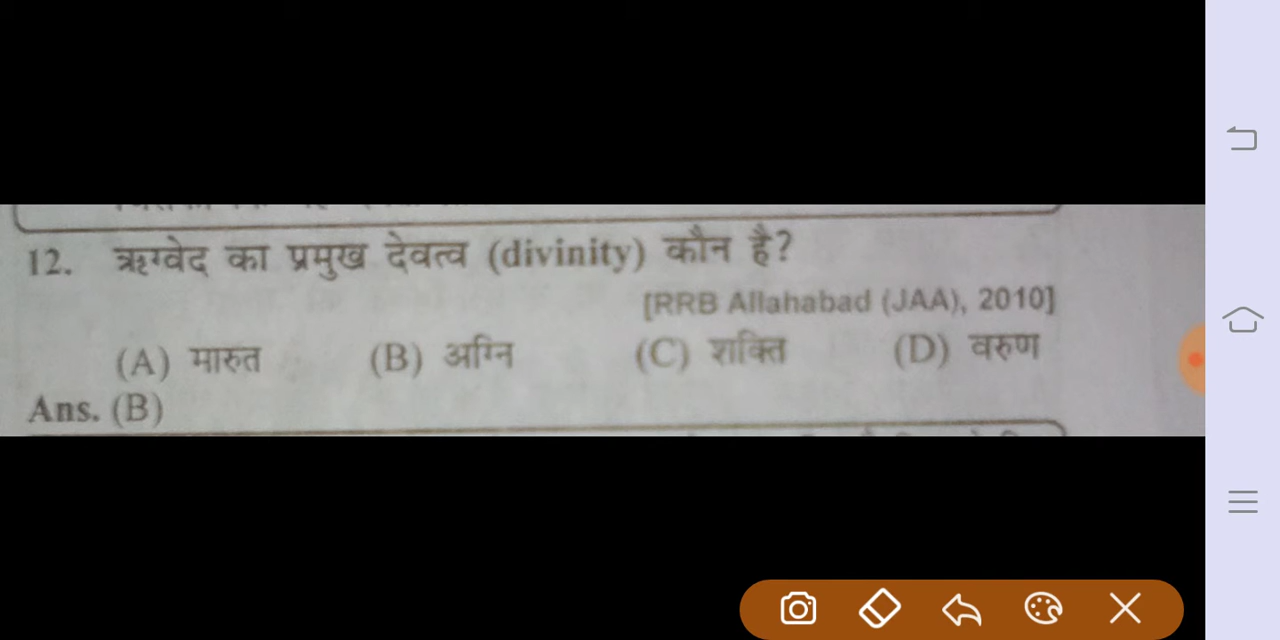 12. ऋग्वेद का प्रमुख देवत्व (divinity) कौन है?
[RRB Allahabad (JAA), 2010]
(A) मारुत (B) अग्नि (C) शक्ति (D) वरुण
Ans. (B)